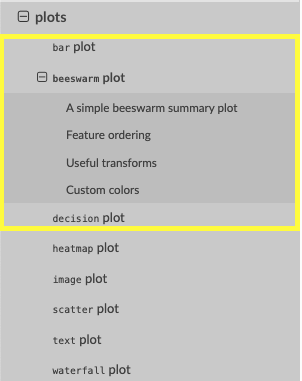 plots
bar plot
beeswarm plot
A simple beeswarm summary plot
Feature ordering
Useful transforms
Custom colors
decision plot
heatmap plot
image plot
scatter plot
text plot
waterfall plot